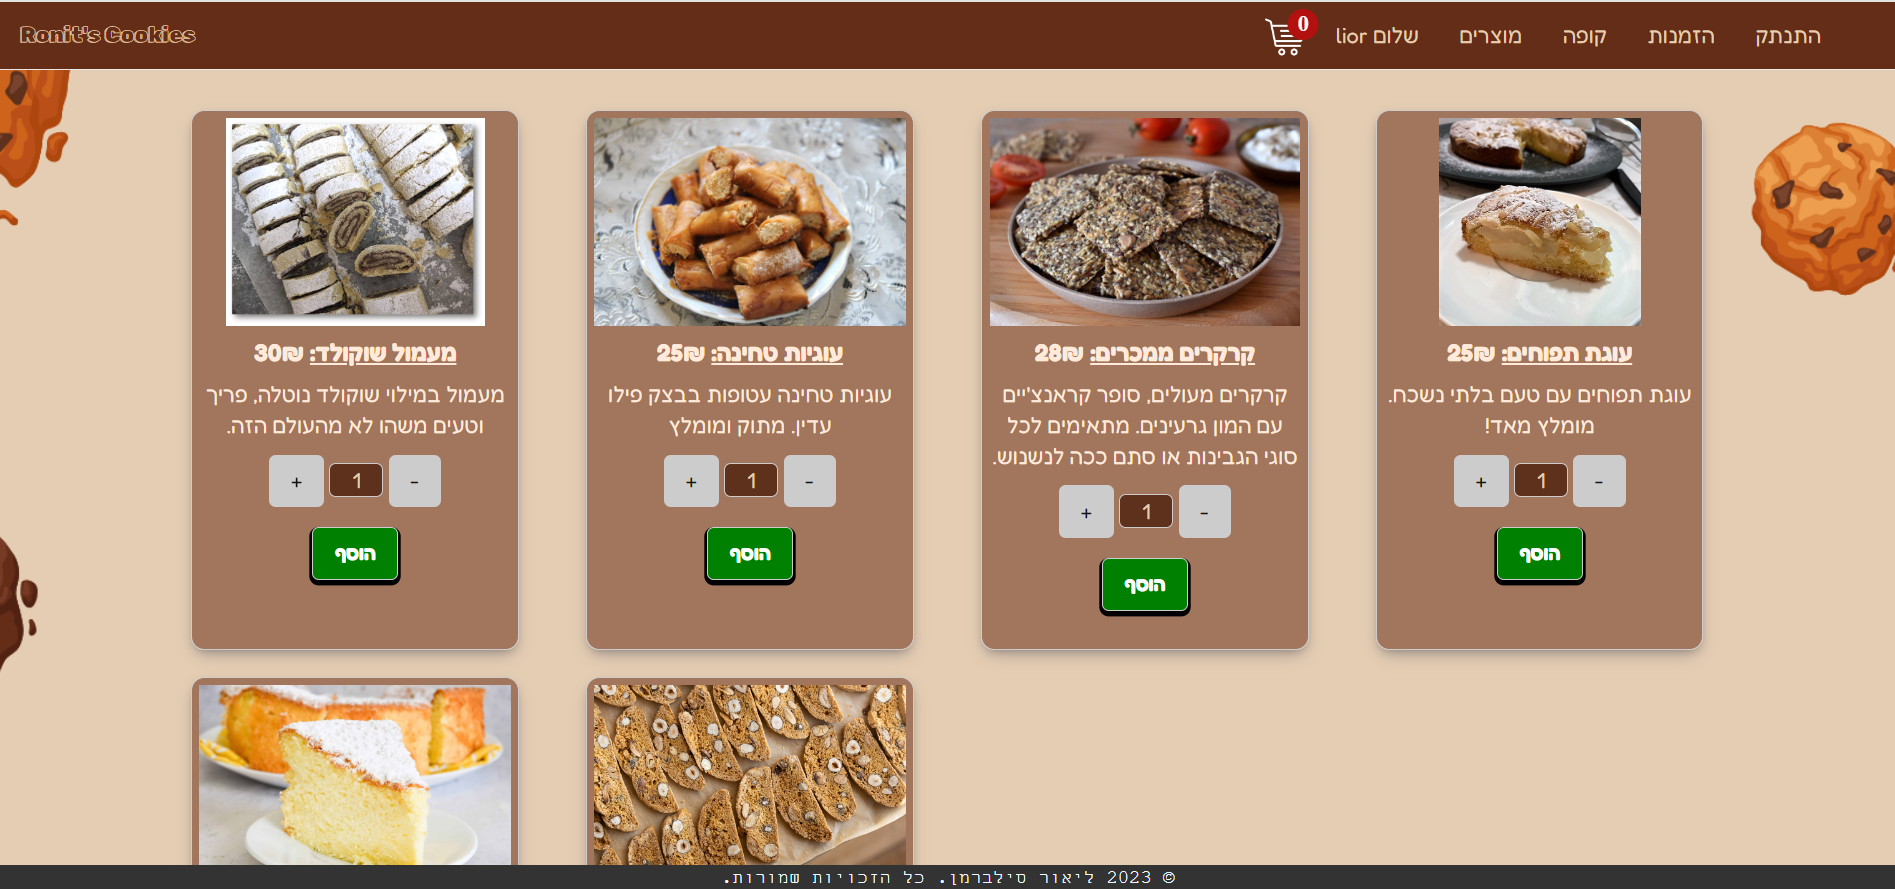 Ronit's Cookies
0
שלום lior
מוצרים
קופה
הזמנות
התנתק
מעמול שוקולד: 30₪
מעמול במילוי שוקולד נוטלה, פריך
וטעים משהו לא מהעולם הזה.
+ 1 -
הוסף
עוגיות טחינה: 25₪
עוגיות טחינה עטופות בבצק פילו
עדין. מתוק ומומלץ
+ 1 -
הוסף
קרקרים ממכרים: 28₪
קרקרים מעולים, סופר קראנצ'יים
עם המון גרעינים. מתאימים לכל
סוגי הגבינות או סתם ככה לנשנוש.
+ 1 -
הוסף
עוגת תפוחים: 25₪
עוגת תפוחים עם טעם בלתי נשכח.
מומלץ מאד!
+ 1 -
הוסף
© 2023 ליאור סילברמן. כל הזכויות שמורות.